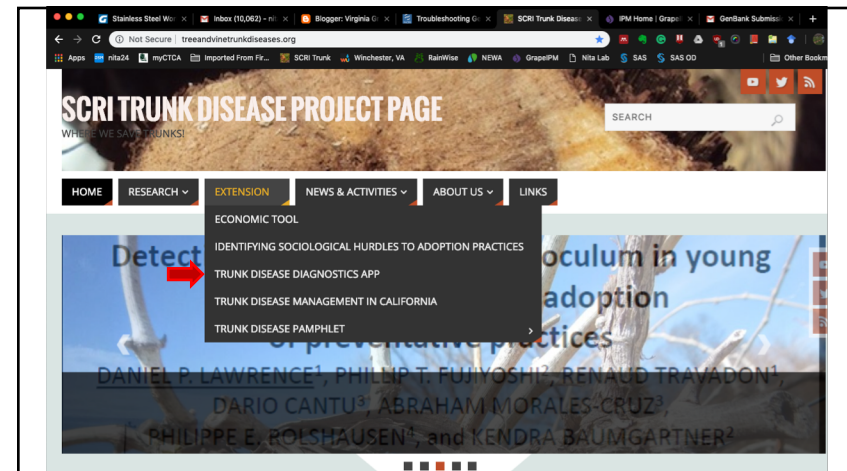 Stainless Steel Wor
Inbox (10,062) – nit
Blogger: Virginia G
Troubleshooting Ge
SCRI Trunk Diseas
IPM Home | Grape
GenBank Submissi
Not Secure | treeandvinetrunkdiseases.org
Apps nita24 myCTCA Imported From Fir... SCRI Trunk Winchester, VA RainWise NEWA GrapeIPM Nita Lab SAS SAS OD Other Bookm
SCRI TRUNK DISEASE PROJECT PAGE
WHERE WE SAVE TRUNKS!
SEARCH
HOME RESEARCH EXTENSION NEWS & ACTIVITIES ABOUT US LINKS
ECONOMIC TOOL
IDENTIFYING SOCIOLOGICAL HURDLES TO ADOPTION PRACTICES
TRUNK DISEASE DIAGNOSTICS APP
TRUNK DISEASE MANAGEMENT IN CALIFORNIA
TRUNK DISEASE PAMPHLET
Detect oculum in young
adoption
of preventative practices
DANIEL P. LAWRENCE¹, PHILLIP T. FUJIYOSHI², RENAUD TRAVADON¹,
DARIO CANTU³, ABRAHAM MORALES-CRUZ³,
PHILIPPE E. ROLSHAUSEN⁴, and KENDRA BAUMGARTNER²